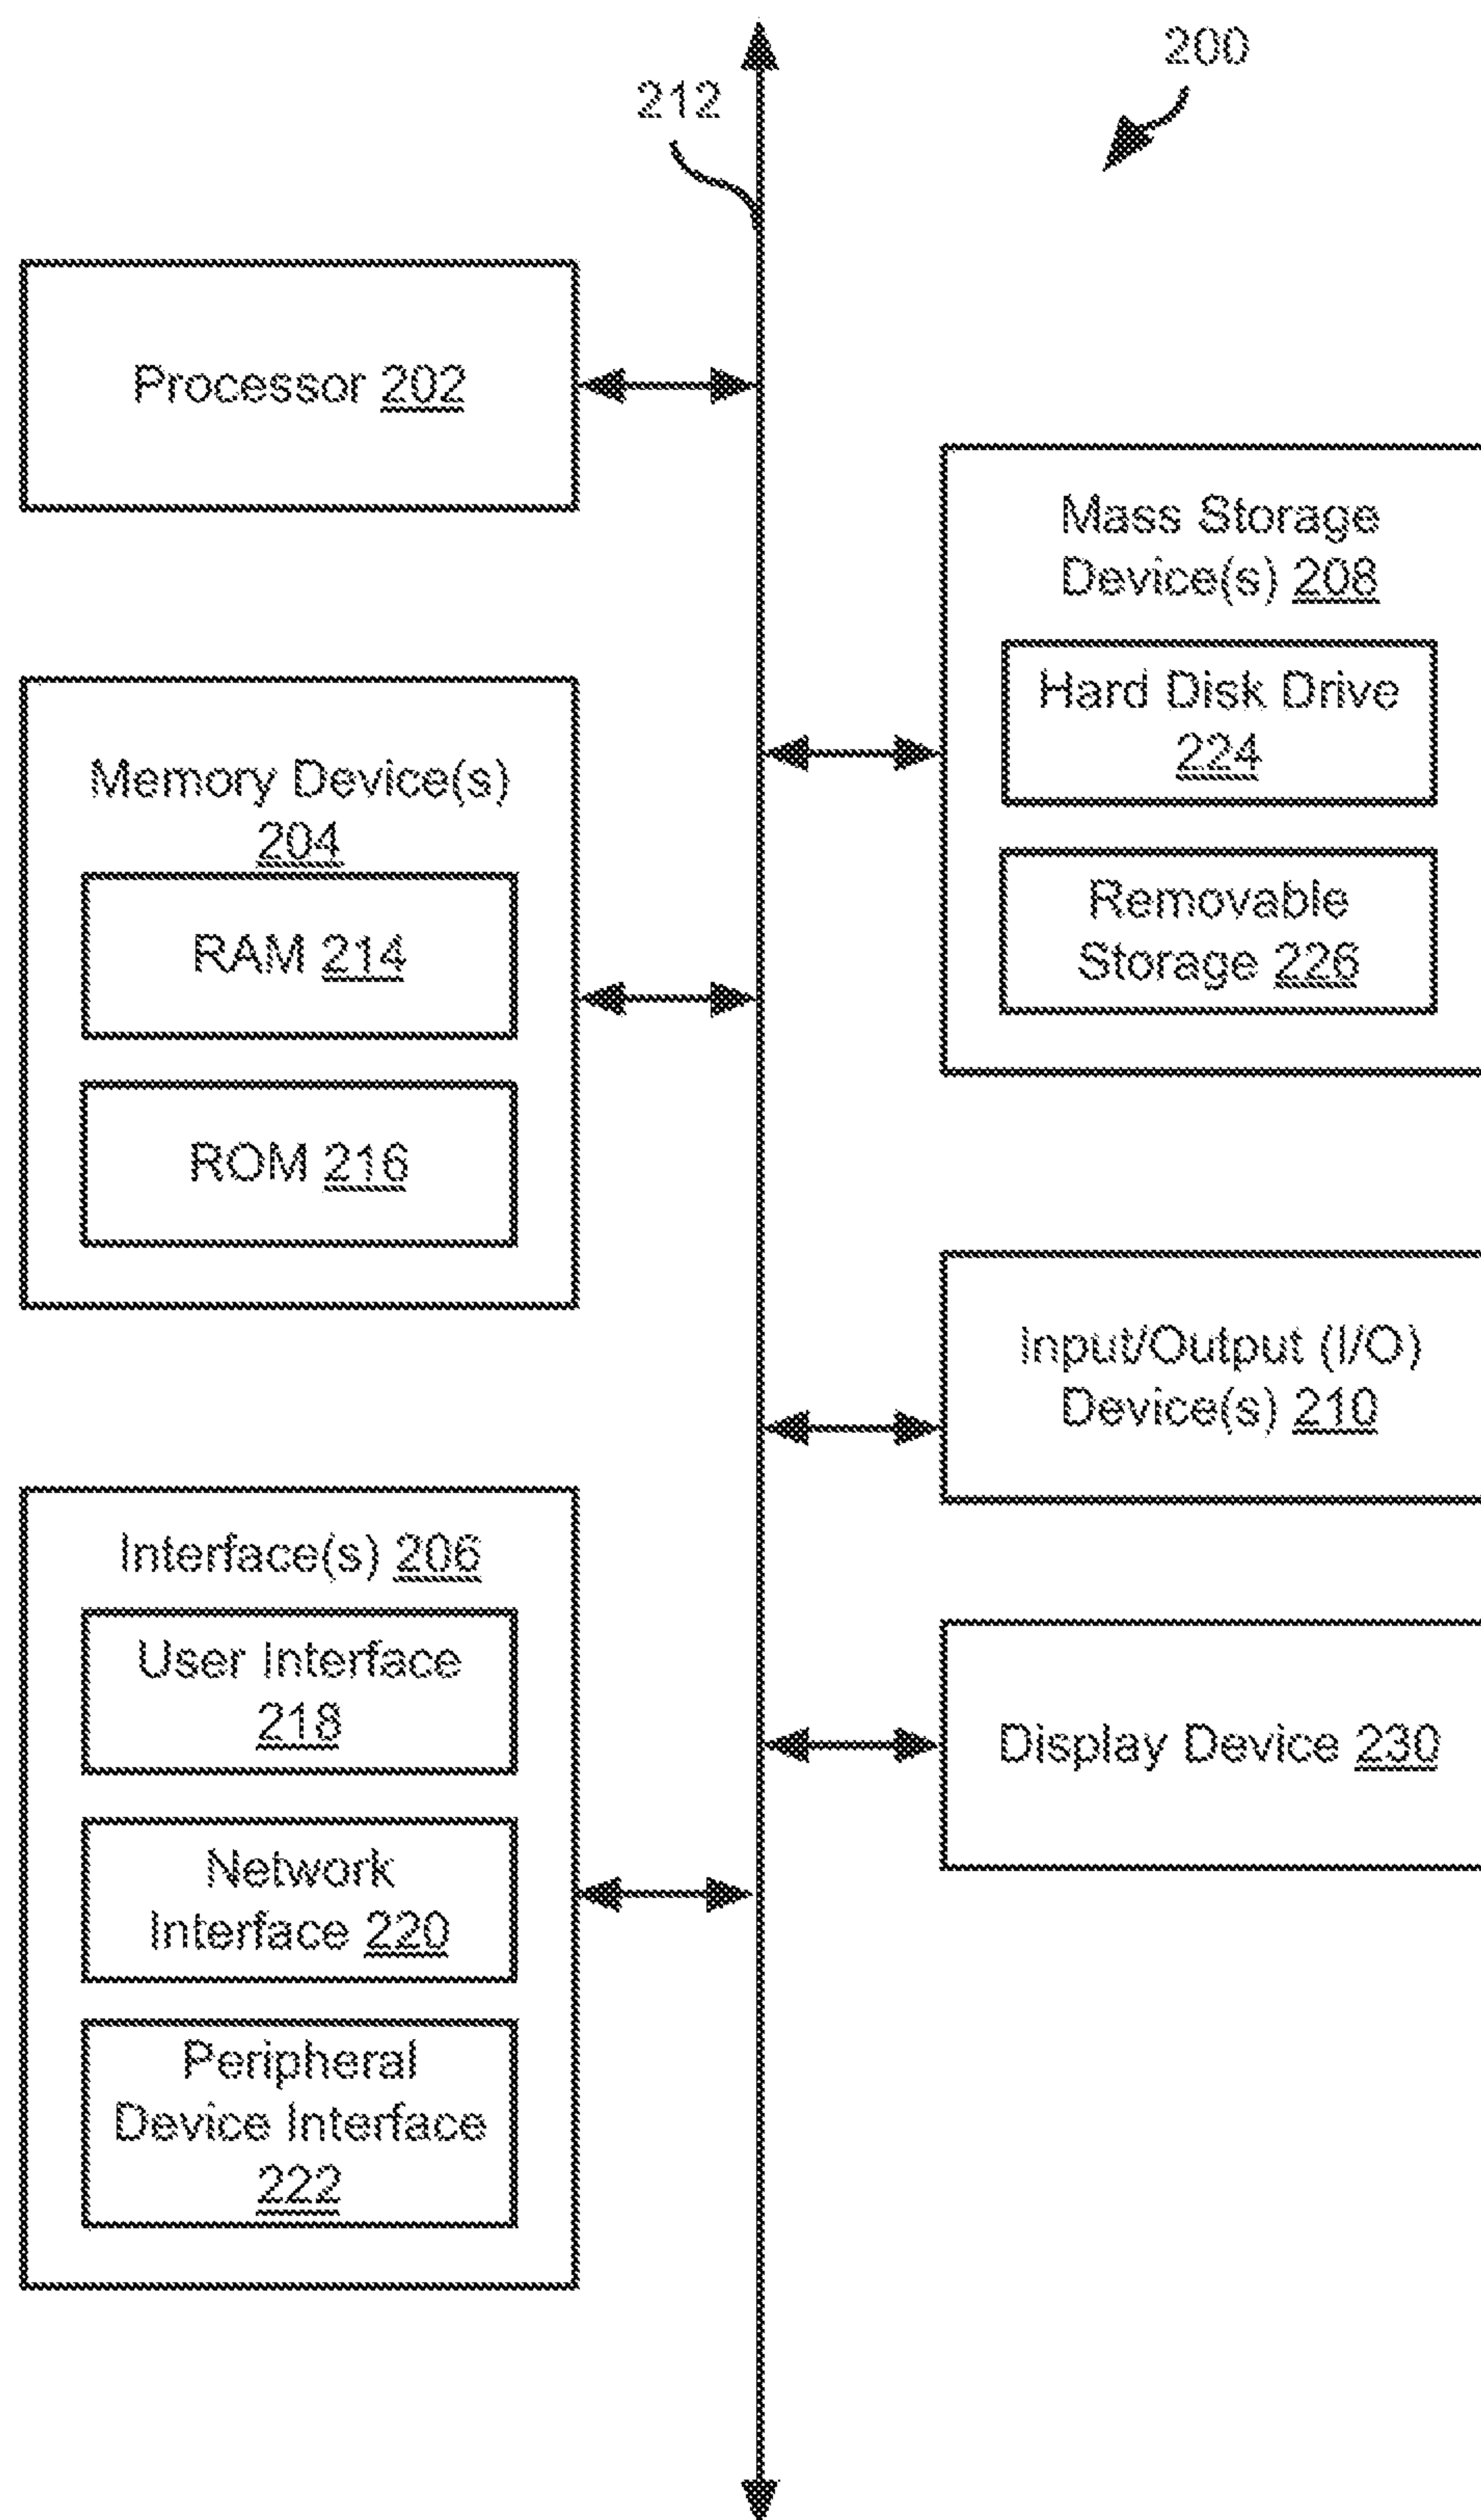 200
212
Processor 202
Mass Storage
Device(s) 208
Hard Disk Drive
224
Removable
Storage 226
Memory Device(s)
204
RAM 214
ROM 216
Input/Output (I/O)
Device(s) 210
Interface(s) 206
User Interface
218
Network
Interface 220
Peripheral
Device Interface
222
Display Device 230